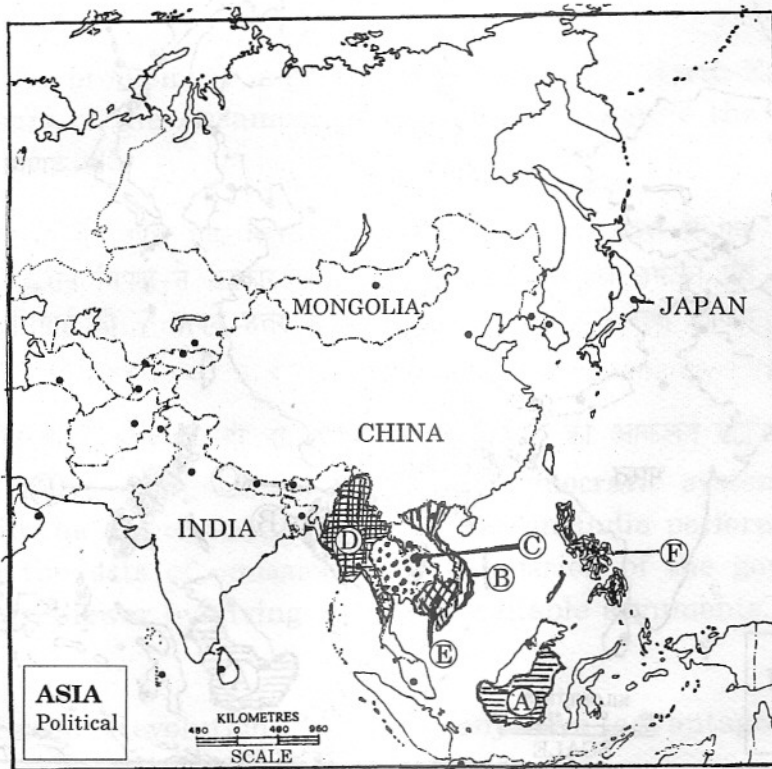 MONGOLIA
JAPAN
CHINA
INDIA
D
C
F
B
E
A
ASIA
Political
KILOMETRES
480 0 480 960
SCALE